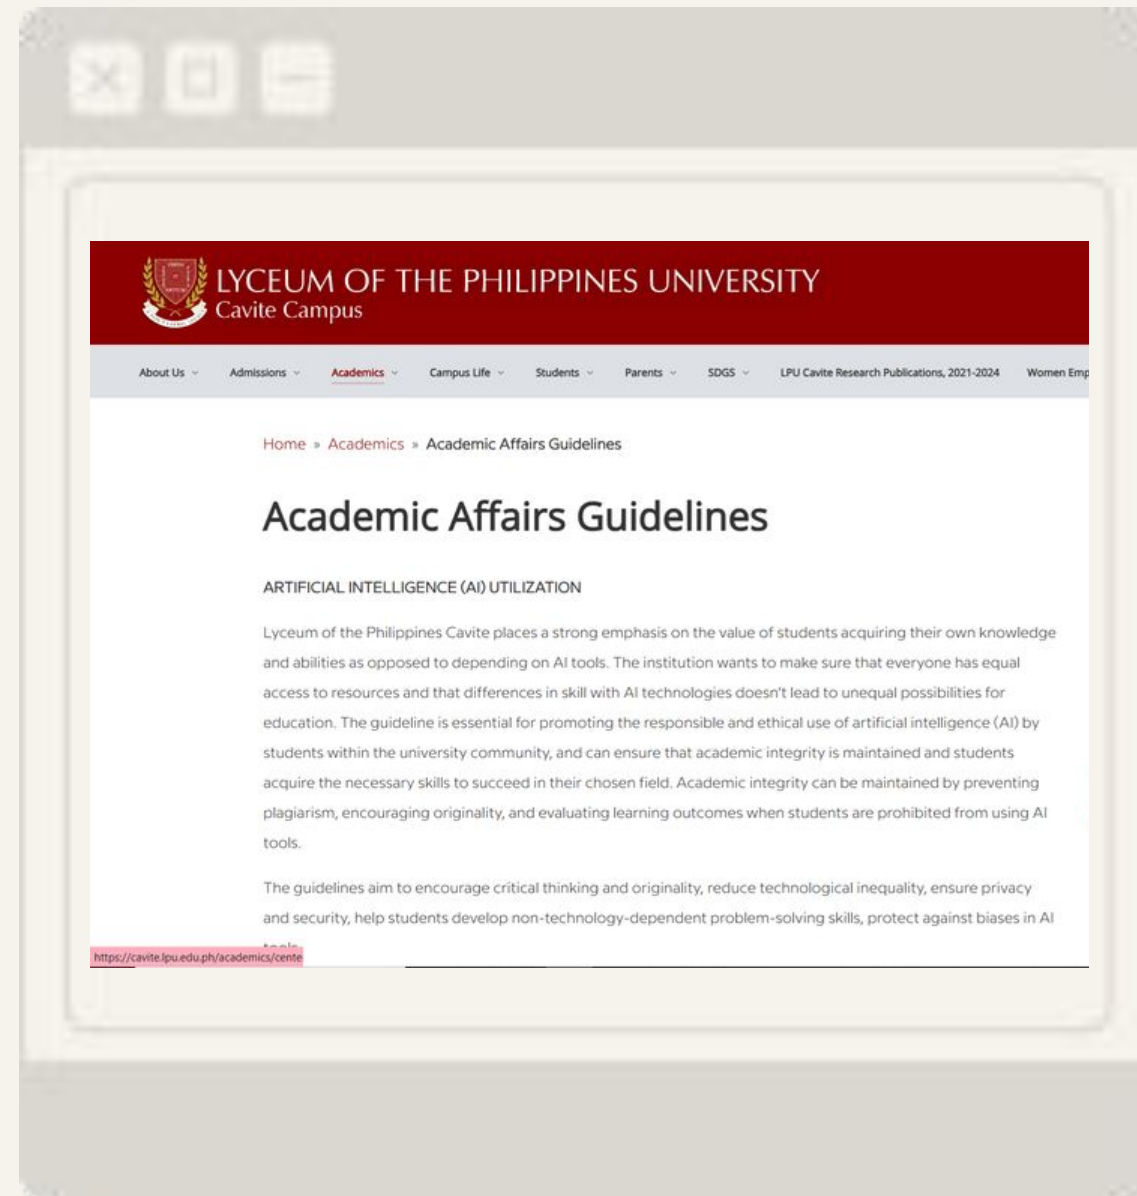 LYCEUM OF THE PHILIPPINES UNIVERSITY
Cavite Campus
About Us Admissions Academics Campus Life Students Parents SDGS LPU Cavite Research Publications, 2021-2024 Women Emp
Home » Academics » Academic Affairs Guidelines
Academic Affairs Guidelines
ARTIFICIAL INTELLIGENCE (AI) UTILIZATION
Lyceum of the Philippines Cavite places a strong emphasis on the value of students acquiring their own knowledge
and abilities as opposed to depending on AI tools. The institution wants to make sure that everyone has equal
access to resources and that differences in skill with AI technologies doesn't lead to unequal possibilities for
education. The guideline is essential for promoting the responsible and ethical use of artificial intelligence (AI) by
students within the university community, and can ensure that academic integrity is maintained and students
acquire the necessary skills to succeed in their chosen field. Academic integrity can be maintained by preventing
plagiarism, encouraging originality, and evaluating learning outcomes when students are prohibited from using AI
tools.
The guidelines aim to encourage critical thinking and originality, reduce technological inequality, ensure privacy
and security, help students develop non-technology-dependent problem-solving skills, protect against biases in AI
https://cavite.lpu.edu.ph/academics/cente